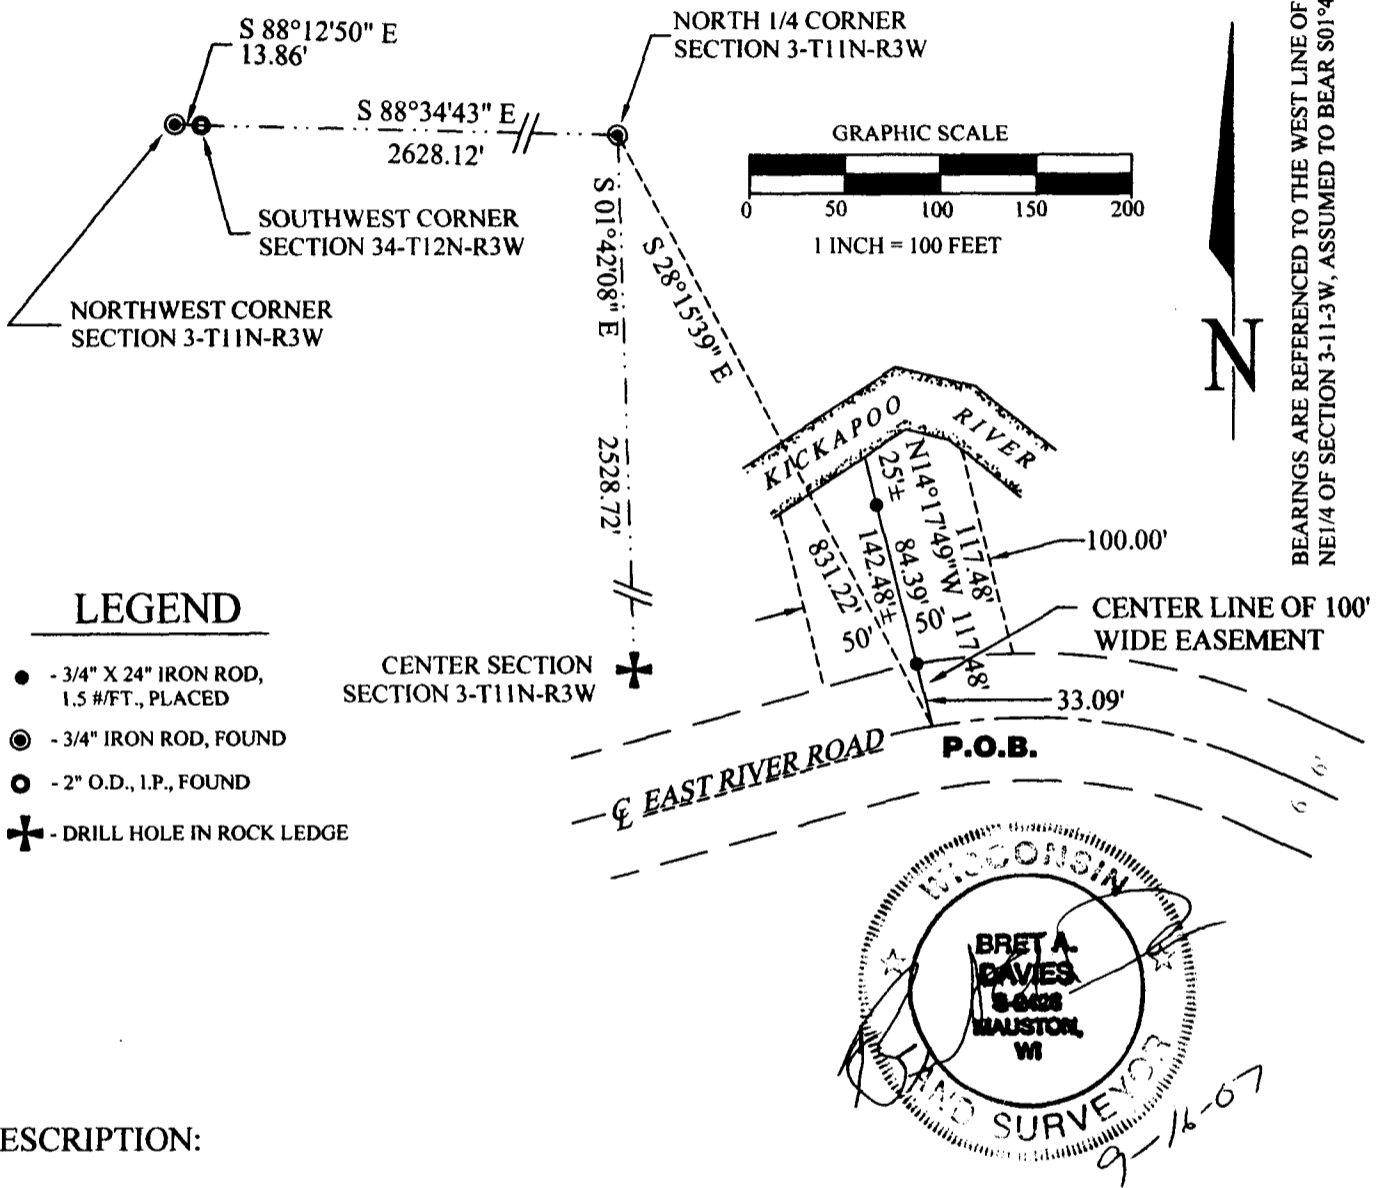 S 88°12'50" E
13.86'
NORTH 1/4 CORNER
SECTION 3-T11N-R3W
S 88°34'43" E
2628.12'
GRAPHIC SCALE
0 50 100 150 200
1 INCH = 100 FEET
SOUTHWEST CORNER
SECTION 34-T12N-R3W
NORTHWEST CORNER
SECTION 3-T11N-R3W
S 01°42'08" E
2528.72'
S 28°15'39" E
831.22'
KICKAPOO RIVER
25'±
142.48'±
N14°17'49"W 117.48'
84.39'
117.48'
50'
50'
100.00'
CENTER LINE OF 100'
WIDE EASEMENT
33.09'
P.O.B.
CENTER SECTION
SECTION 3-T11N-R3W
℄ EAST RIVER ROAD
N
BEARINGS ARE REFERENCED TO THE WEST LINE OF
NE1/4 OF SECTION 3-11-3W, ASSUMED TO BEAR S01°4
LEGEND
- 3/4" X 24" IRON ROD,
1.5 #/FT., PLACED
- 3/4" IRON ROD, FOUND
- 2" O.D., I.P., FOUND
- DRILL HOLE IN ROCK LEDGE
WISCONSIN
BRET A.
DAVIES
MAUSTON,
WI
LAND SURVEYOR
9-16-07
ESCRIPTION: